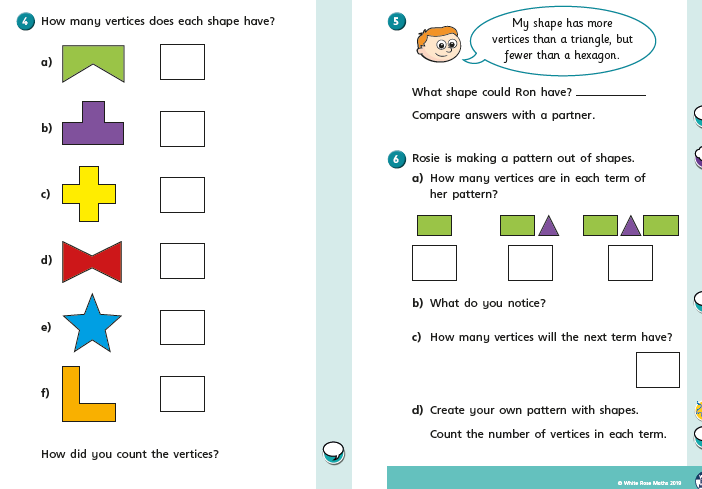 4 How many vertices does each shape have?
a)
b)
c)
d)
e)
f)
How did you count the vertices?
5
My shape has more
vertices than a triangle, but
fewer than a hexagon.
What shape could Ron have?
Compare answers with a partner.
6 Rosie is making a pattern out of shapes.
a) How many vertices are in each term of
her pattern?
b) What do you notice?
c) How many vertices will the next term have?
d) Create your own pattern with shapes.
Count the number of vertices in each term.
© White Rose Maths 2019